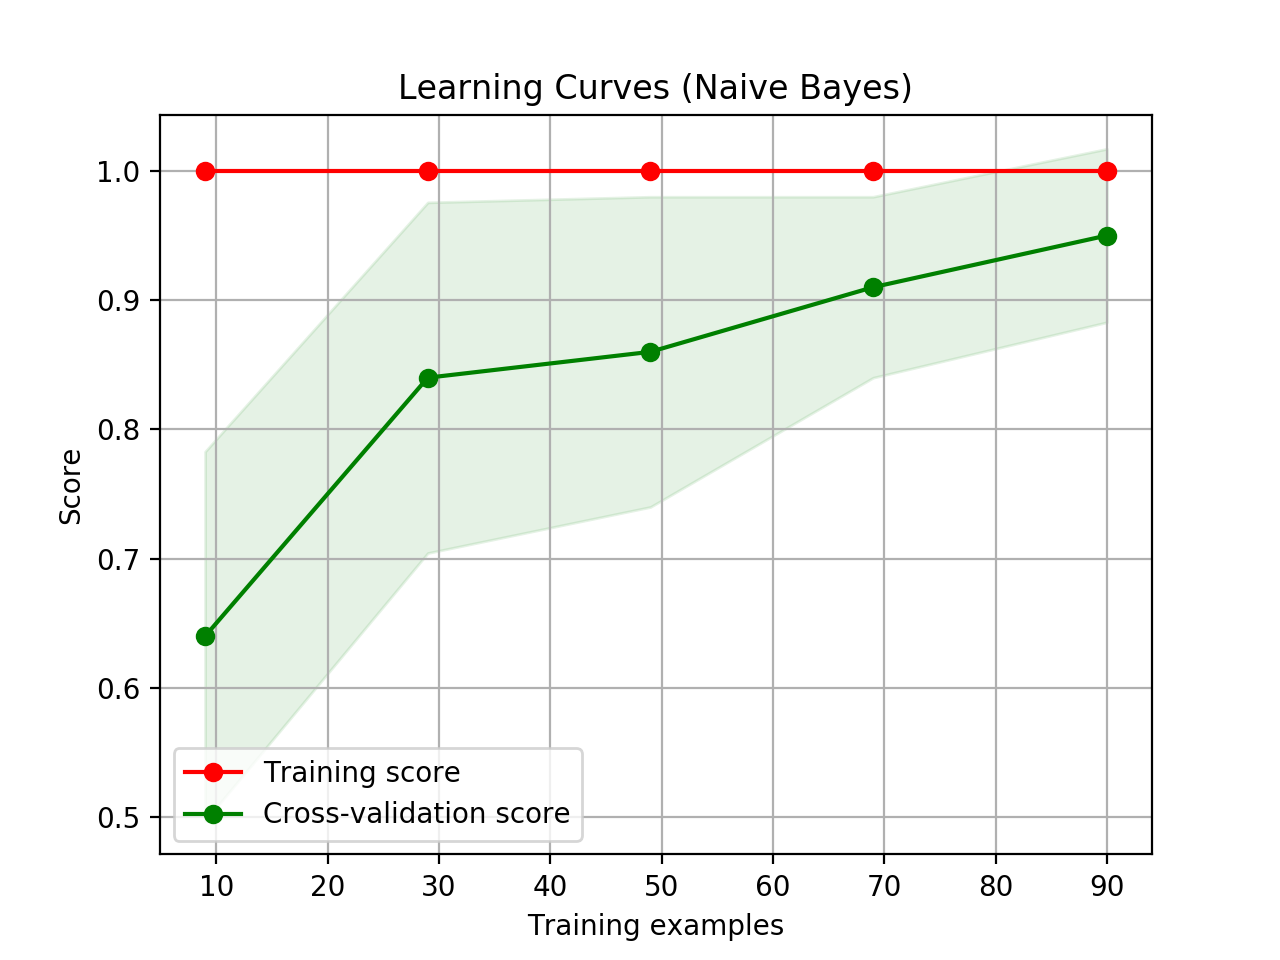 Learning Curves (Naive Bayes)
1.0
0.9
0.8
0.7
0.6
0.5
Score
Training score
Cross-validation score
10 20 30 40 50 60 70 80 90
Training examples